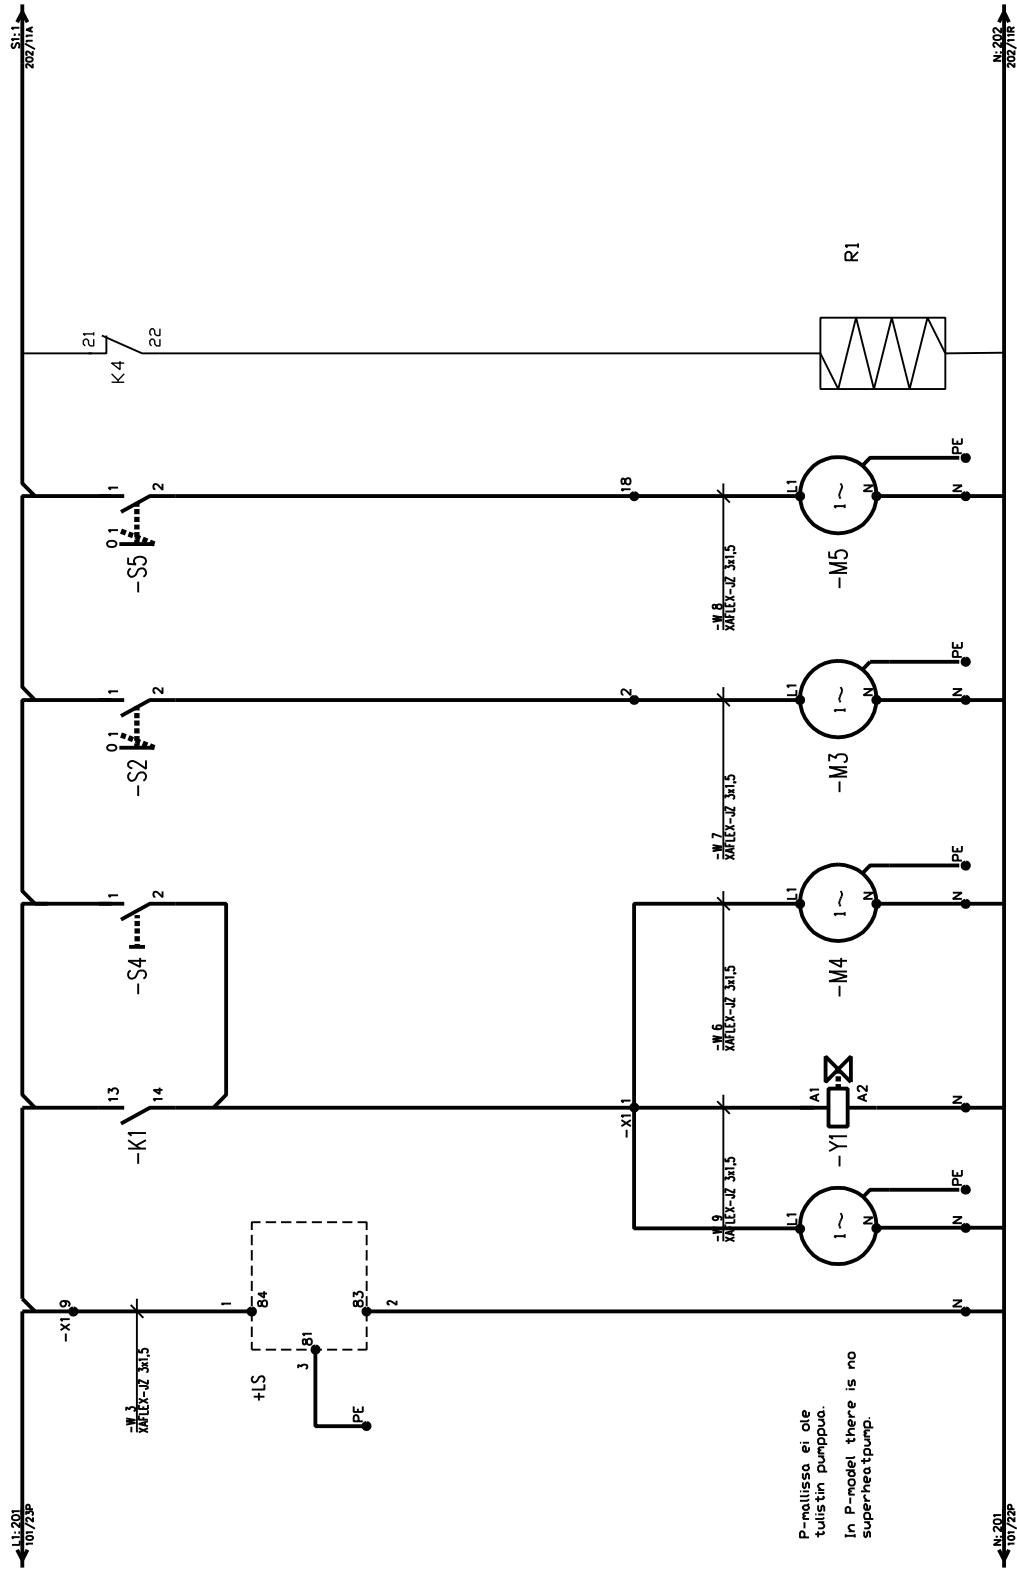 L1:201
101/23P
-X1 9
-W 3
XAFLEX-JZ 3x1,5
1
84
83
2
81
3
+LS
PE
N
-K1
13
14
-S4
1
2
-S2
0 1
1
2
-S5
0 1
1
2
K4
21
22
S1:1
202/11A
-X1 1
2
18
-W 9
XAFLEX-JZ 3x1,5
-W 6
XAFLEX-JZ 3x1,5
-W 7
XAFLEX-JZ 3x1,5
-W 8
XAFLEX-JZ 3x1,5
L1
1~
N
PE
N
-Y1
A1
A2
N
-M4
L1
1~
N
PE
N
-M3
L1
1~
N
PE
N
-M5
L1
1~
N
PE
N
R1
P-mallissa ei ole
tulistin pumppua.
In P-model there is no
superheatpump.
N:201
101/22P
N:202
202/11R